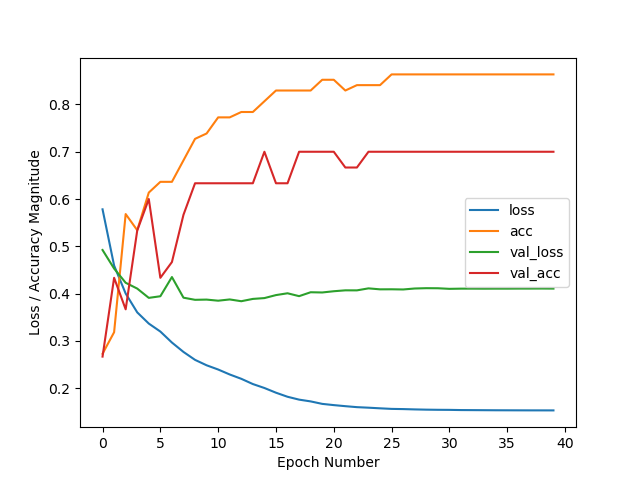 0.8
0.7
0.6
0.5
0.4
0.3
0.2
Loss / Accuracy Magnitude
loss
acc
val_loss
val_acc
0 5 10 15 20 25 30 35 40
Epoch Number